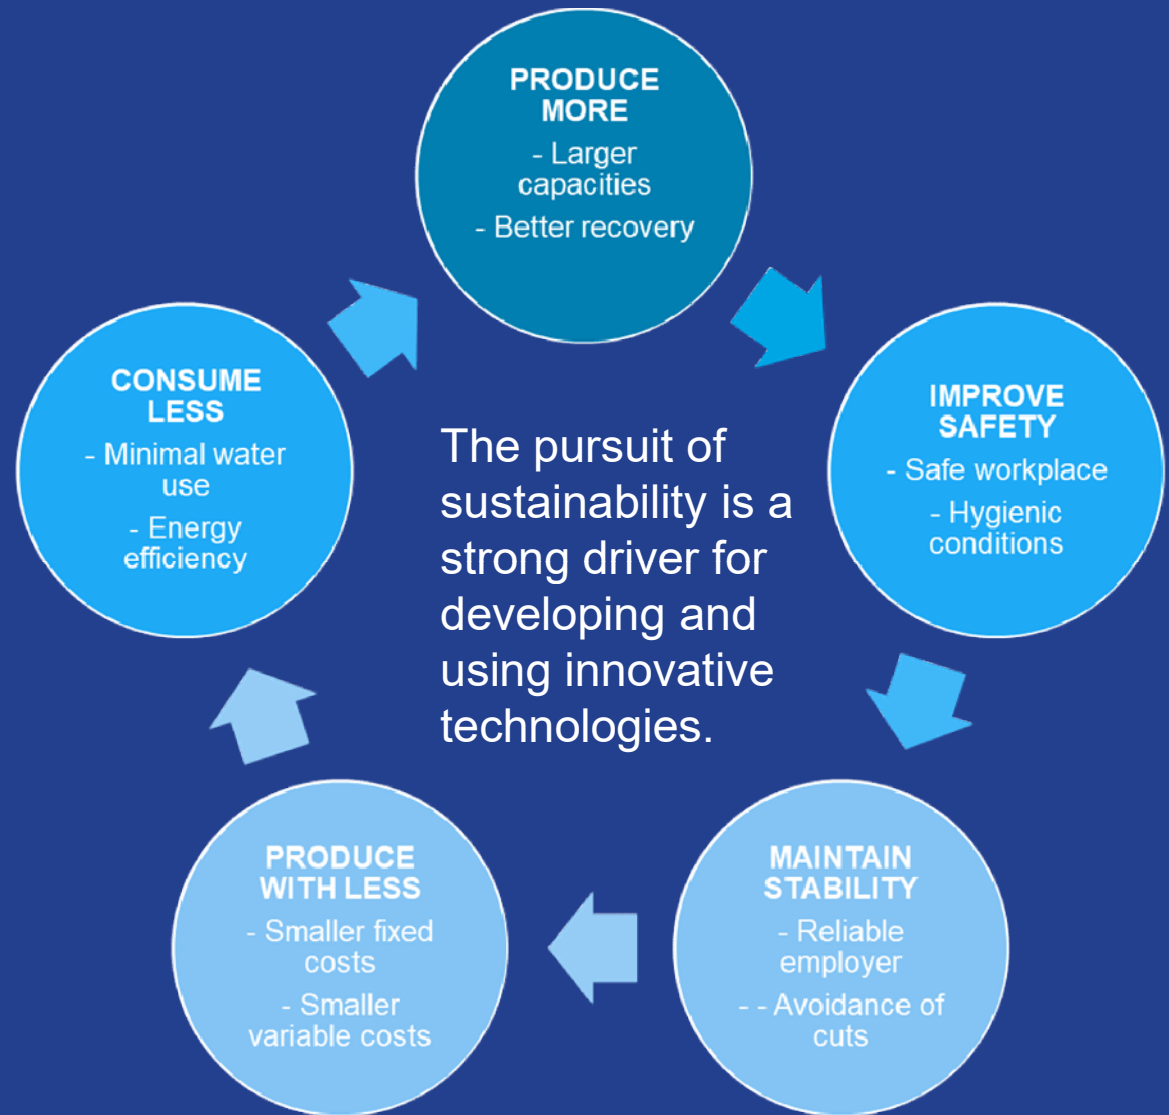 PRODUCE
MORE
- Larger
capacities
- Better recovery
IMPROVE
SAFETY
- Safe workplace
- Hygienic
conditions
MAINTAIN
STABILITY
- Reliable
employer
- - Avoidance of
cuts
PRODUCE
WITH LESS
- Smaller fixed
costs
- Smaller
variable costs
CONSUME
LESS
- Minimal water
use
- Energy
efficiency
The pursuit of
sustainability is a
strong driver for
developing and
using innovative
technologies.